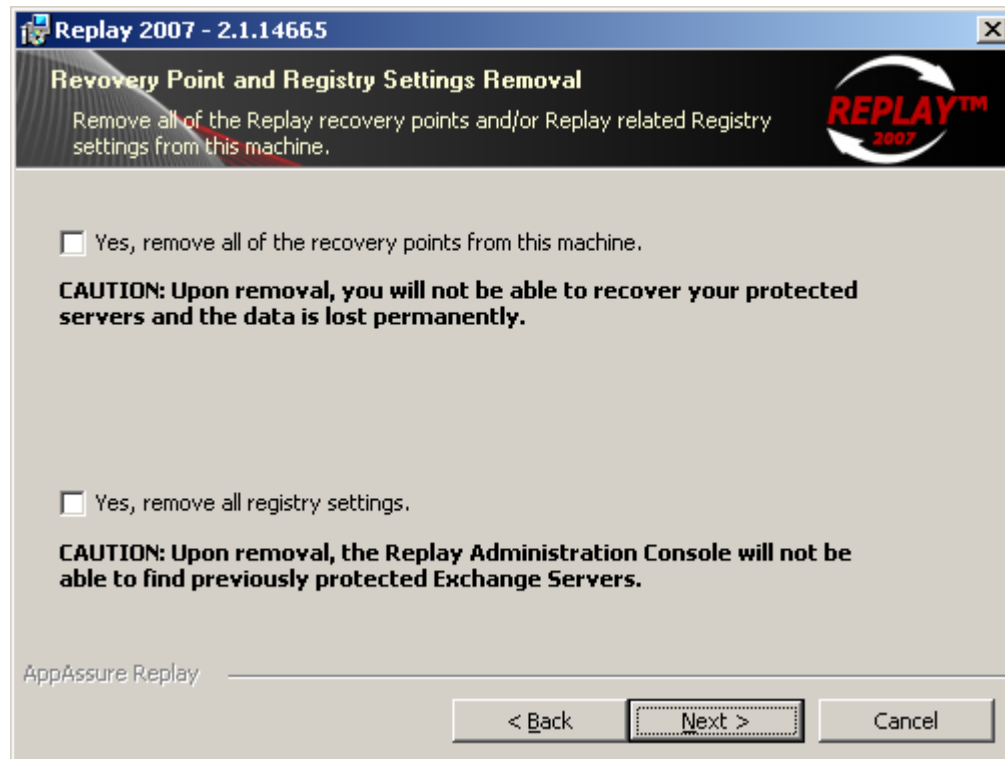 Replay 2007 - 2.1.14665
Revovery Point and Registry Settings Removal
Remove all of the Replay recovery points and/or Replay related Registry
settings from this machine.
REPLAY™
2007
Yes, remove all of the recovery points from this machine.
CAUTION: Upon removal, you will not be able to recover your protected
servers and the data is lost permanently.
Yes, remove all registry settings.
CAUTION: Upon removal, the Replay Administration Console will not be
able to find previously protected Exchange Servers.
AppAssure Replay
< Back Next > Cancel